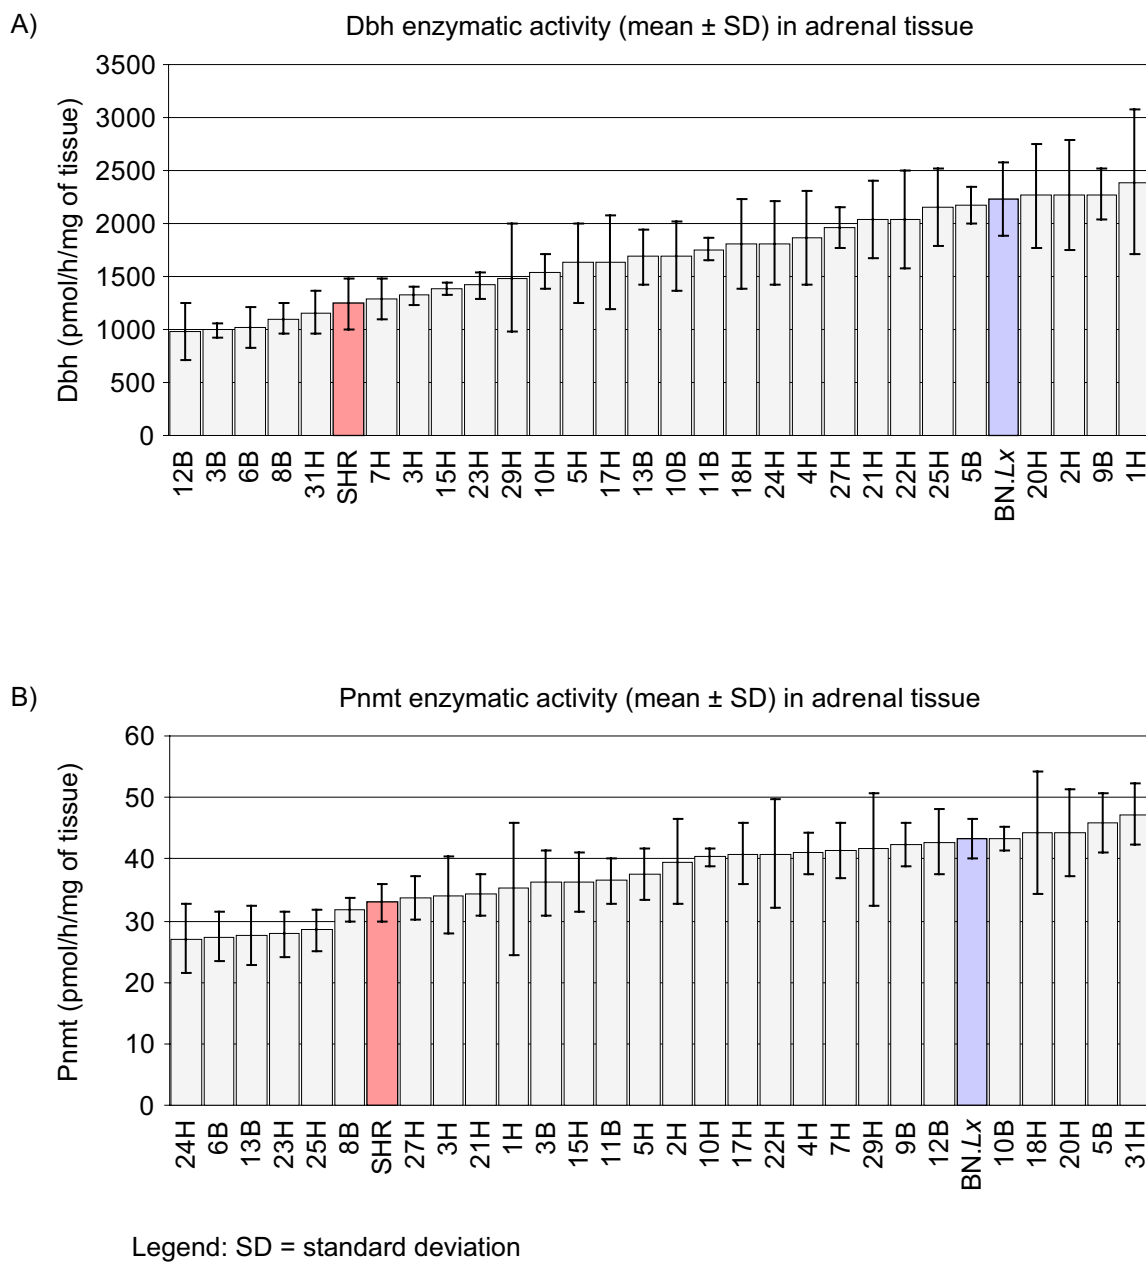 A)
Dbh enzymatic activity (mean ± SD) in adrenal tissue
Dbh (pmol/h/mg of tissue)
3500
3000
2500
2000
1500
1000
500
0
12B 3B 6B 8B 31H SHR 7H 3H 15H 23H 29H 10H 5H 17H 13B 10B 11B 18H 24H 4H 27H 21H 22H 25H 5B BN.Lx 20H 2H 9B 1H
B)
Pnmt enzymatic activity (mean ± SD) in adrenal tissue
Pnmt (pmol/h/mg of tissue)
60
50
40
30
20
10
0
24H 6B 13B 23H 25H 8B SHR 27H 3H 21H 1H 3B 15H 11B 5H 2H 10H 17H 22H 4H 7H 29H 9B 12B BN.Lx 10B 18H 20H 5B 31H
Legend: SD = standard deviation